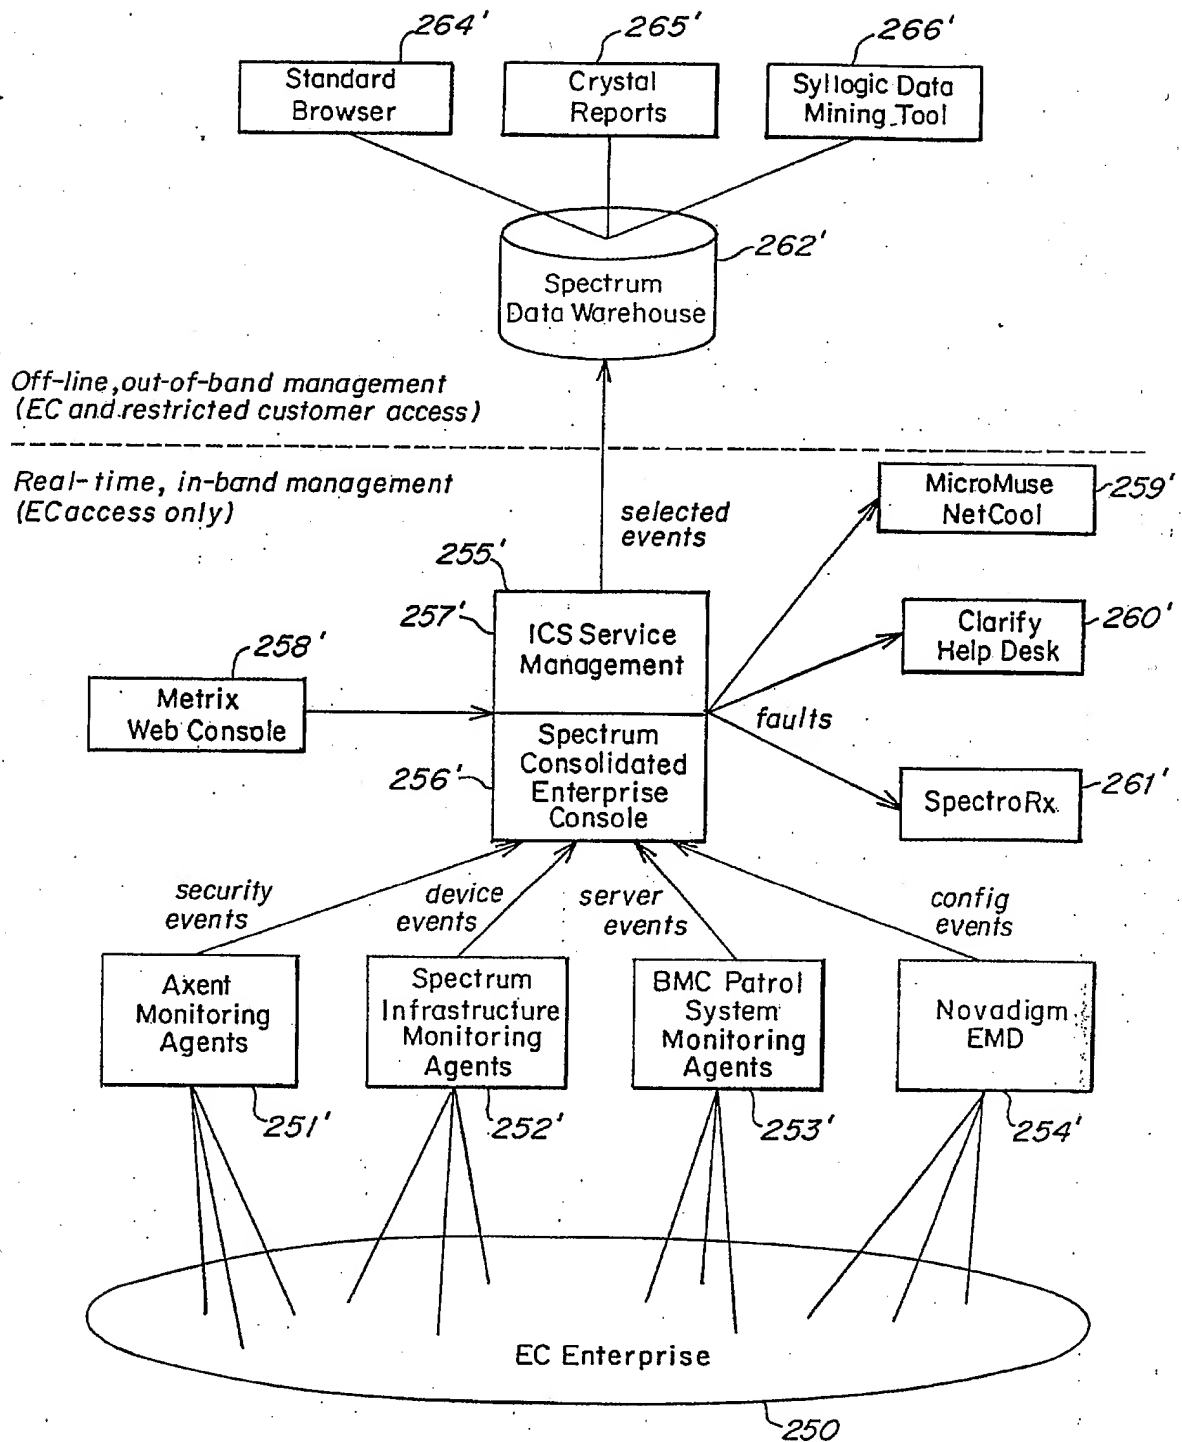 264'
265'
266'
Standard
Browser
Crystal
Reports
Syllogic Data
Mining Tool
262'
Spectrum
Data Warehouse
Off-line, out-of-band management
(EC and restricted customer access)
Real-time, in-band management
(EC access only)
selected
events
MicroMuse
NetCool
259'
255'
257'
ICS Service
Management
Clarify
Help Desk
260'
258'
Metrix
Web Console
faults
256'
Spectrum
Consolidated
Enterprise
Console
SpectroRx
261'
security
events
device
events
server
events
config
events
Axent
Monitoring
Agents
Spectrum
Infrastructure
Monitoring
Agents
BMC Patrol
System
Monitoring
Agents
Novadigm
EMD
251'
252'
253'
254'
EC Enterprise
250